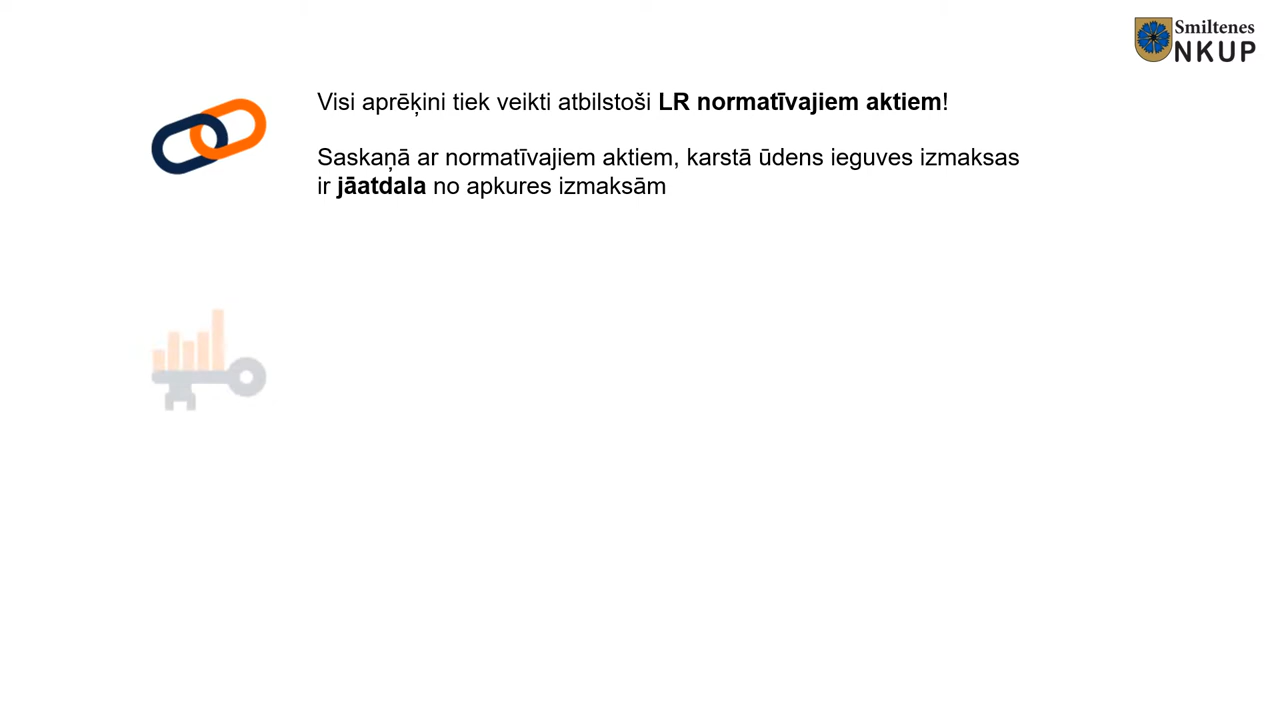 Smiltenes
NKUP
Visi aprēķini tiek veikti atbilstoši LR normatīvajiem aktiem!
Saskaņā ar normatīvajiem aktiem, karstā ūdens ieguves izmaksas
ir jāatdala no apkures izmaksām